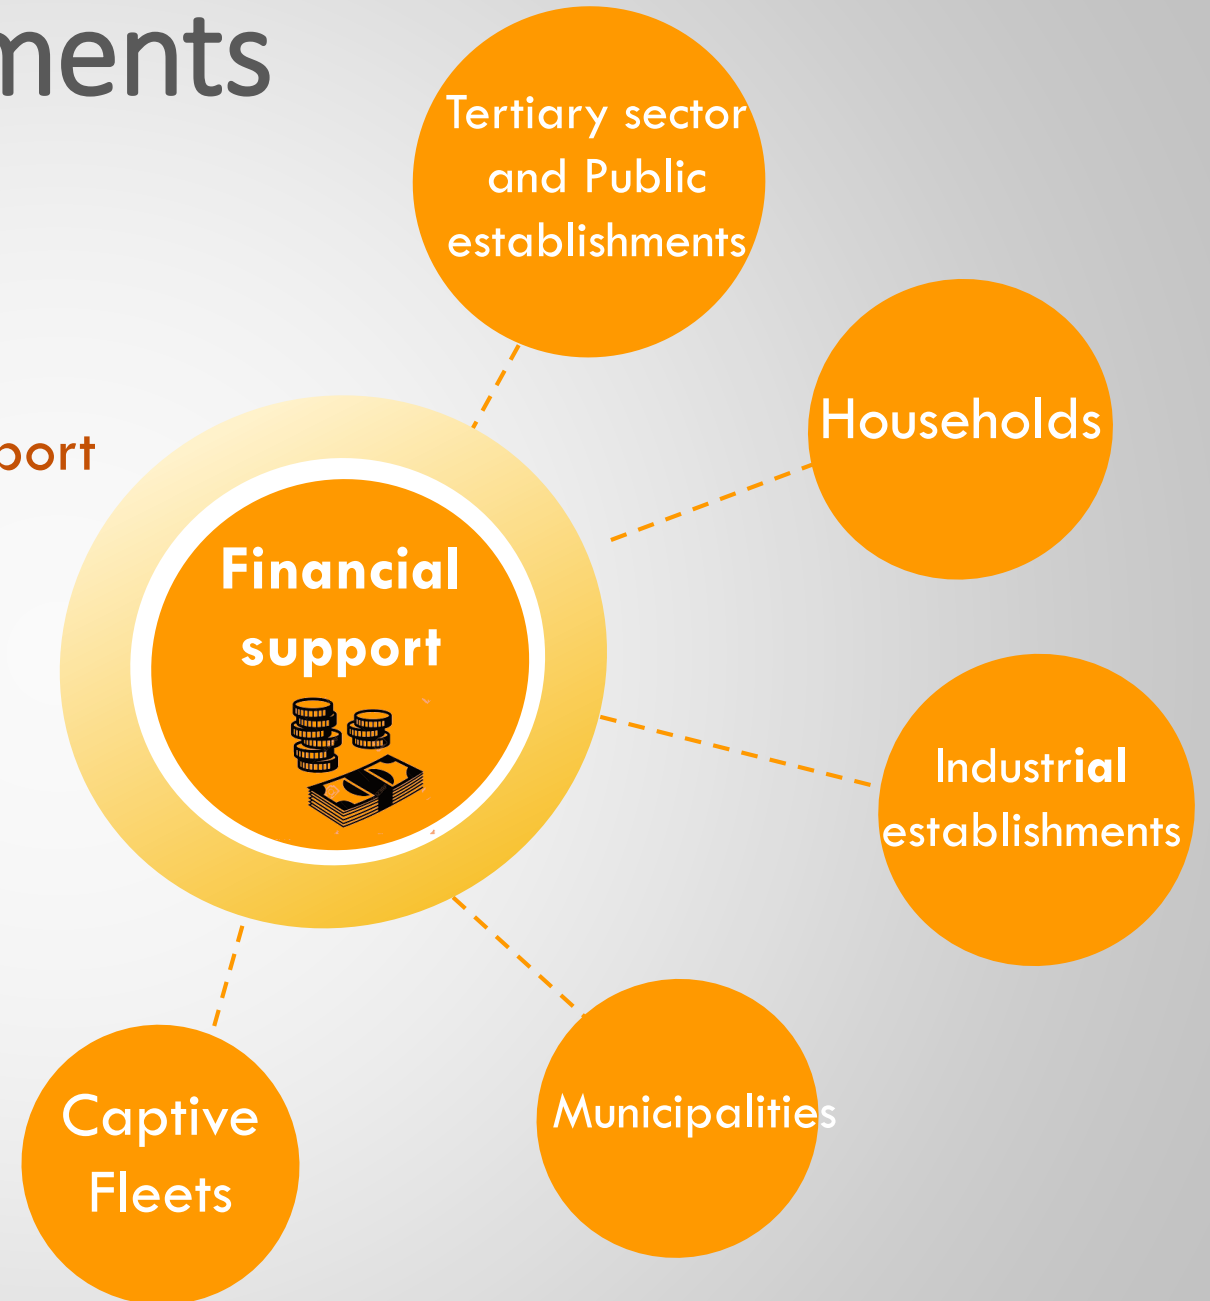 ments
Tertiary sector
and Public
establishments
Households
port
Financial
support
Industrial
establishments
Municipalities
Captive
Fleets